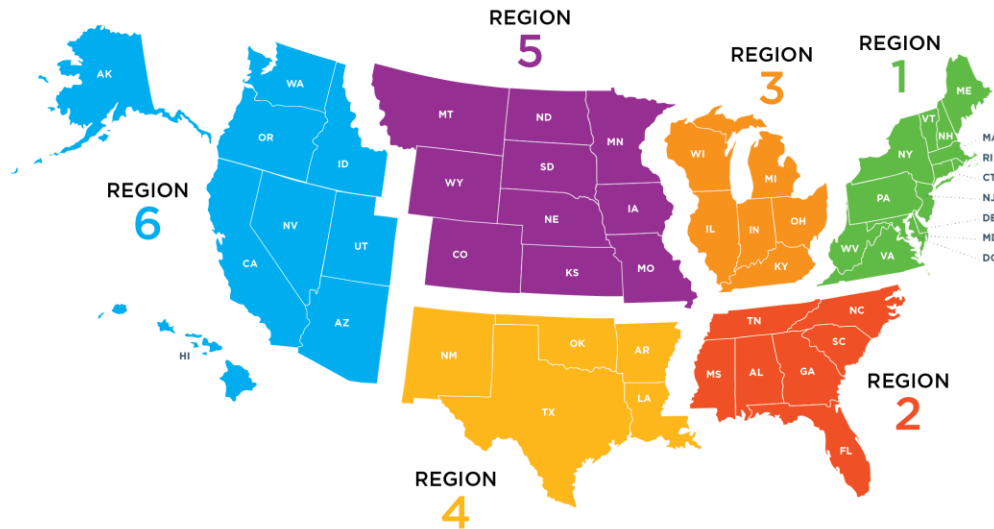 REGION
5
REGION
3
REGION
1
REGION
6
REGION
4
REGION
2
AK
WA
OR
ID
NV
UT
CA
AZ
HI
MT
ND
MN
WY
SD
NE
IA
CO
KS
MO
WI
MI
IL
IN
OH
KY
ME
VT
NH
NY
MA
RI
CT
PA
NJ
DE
MD
DC
WV
VA
NM
OK
AR
TX
LA
TN
NC
SC
MS
AL
GA
FL